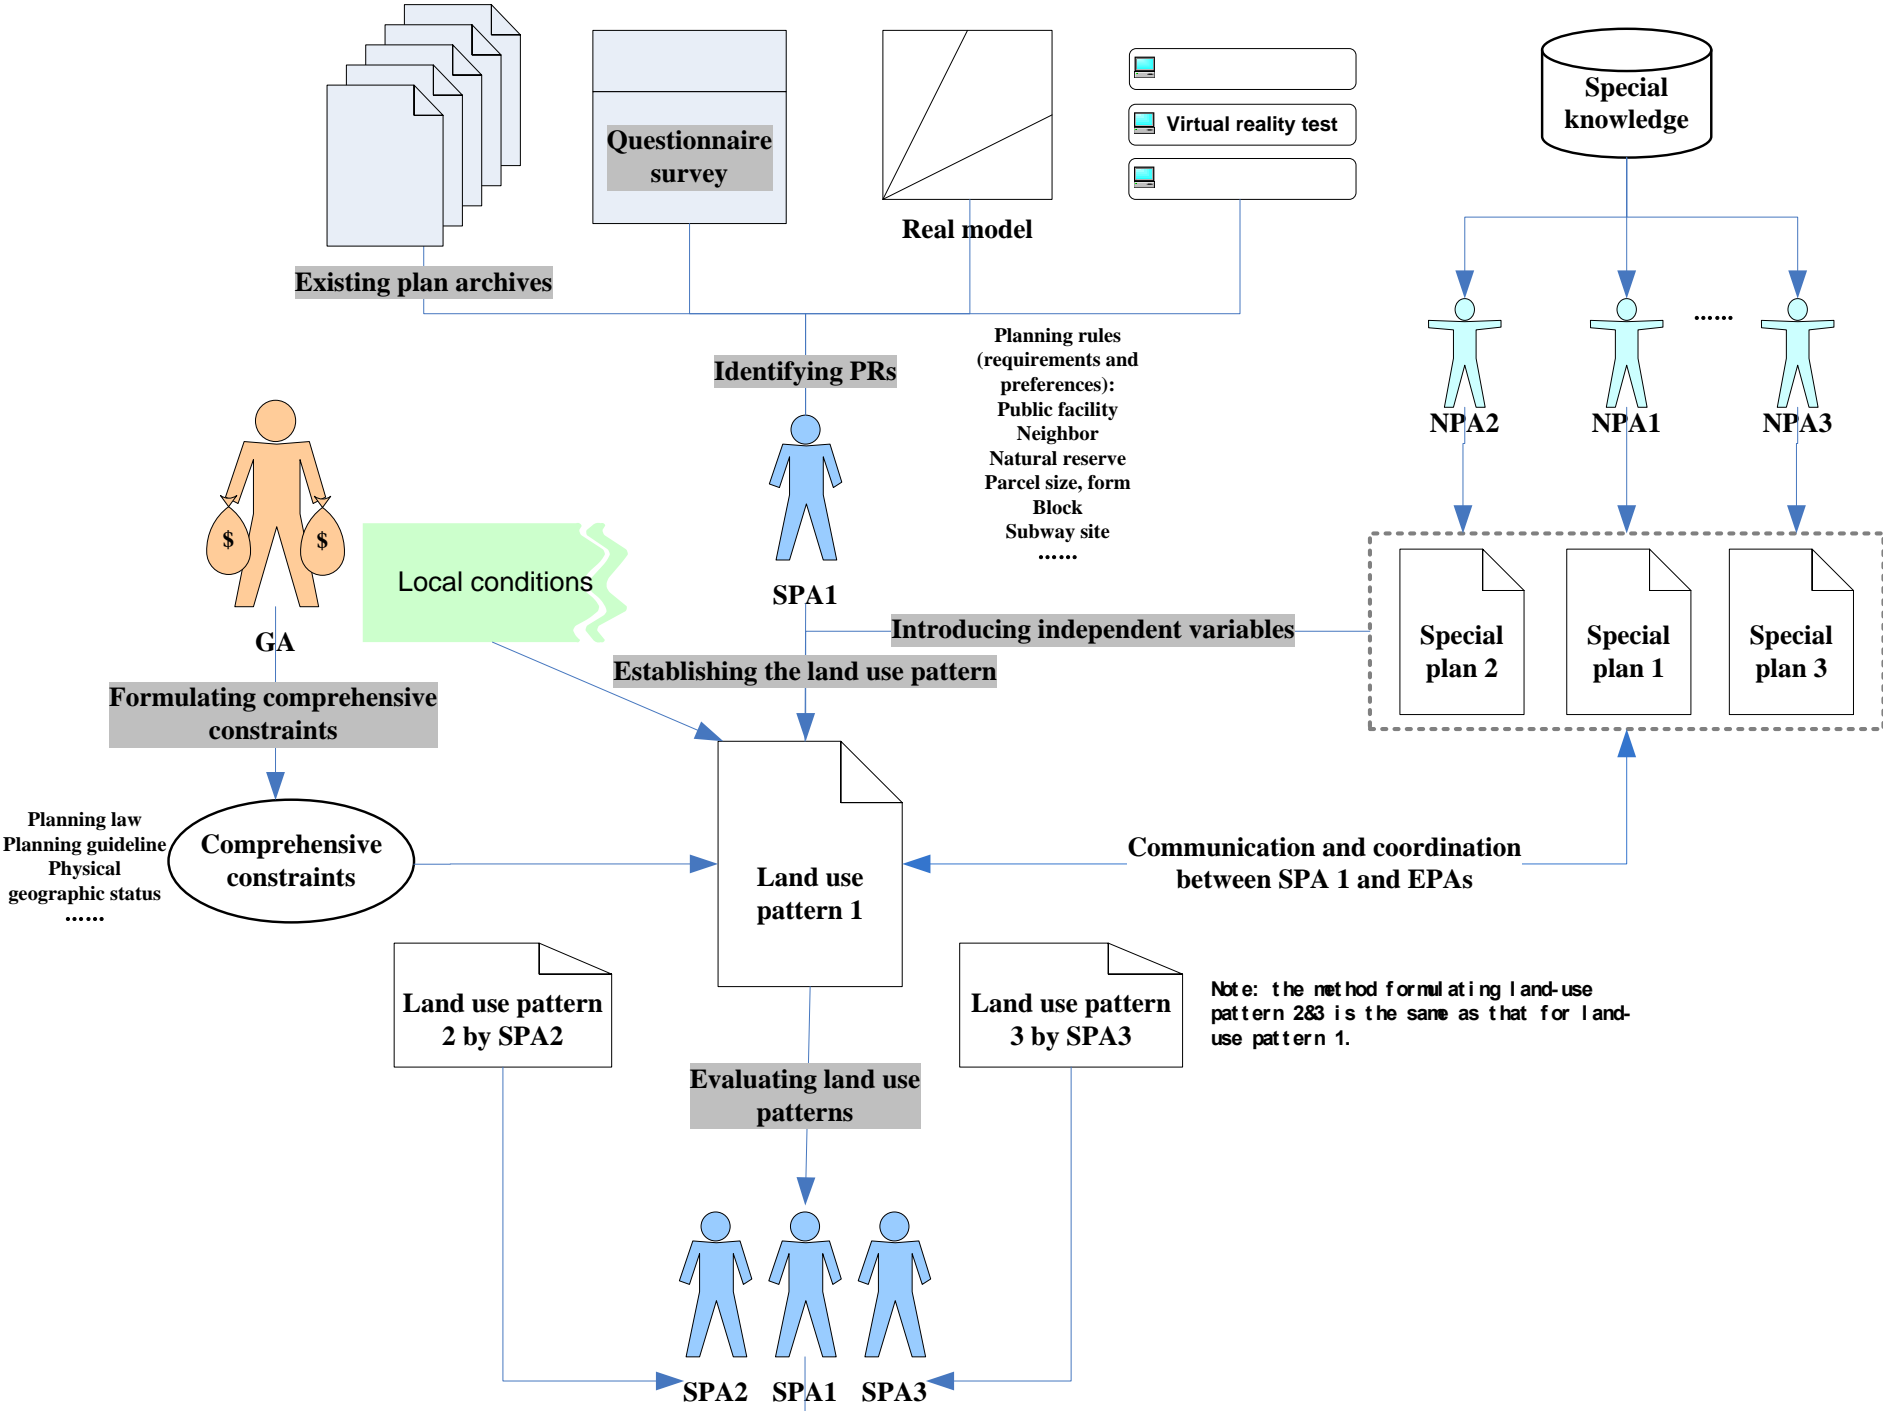 Special
knowledge
Questionnaire
survey
Virtual reality test
Real model
Existing plan archives
Identifying PRs
Planning rules
(requirements and
preferences):
Public facility
Neighbor
Natural reserve
Parcel size, form
Block
Subway site
......
......
NPA2
NPA1
NPA3
$
$
Local conditions
SPA1
GA
Introducing independent variables
Establishing the land use pattern
Special
plan 2
Special
plan 1
Special
plan 3
Formulating comprehensive
constraints
Planning law
Planning guideline
Physical
geographic status
......
Comprehensive
constraints
Land use
pattern 1
Communication and coordination
between SPA 1 and EPAs
Land use pattern
2 by SPA2
Land use pattern
3 by SPA3
Note: the method formulating land-use
pattern 2&3 is the same as that for land-
use pattern 1.
Evaluating land use
patterns
SPA2
SPA1
SPA3